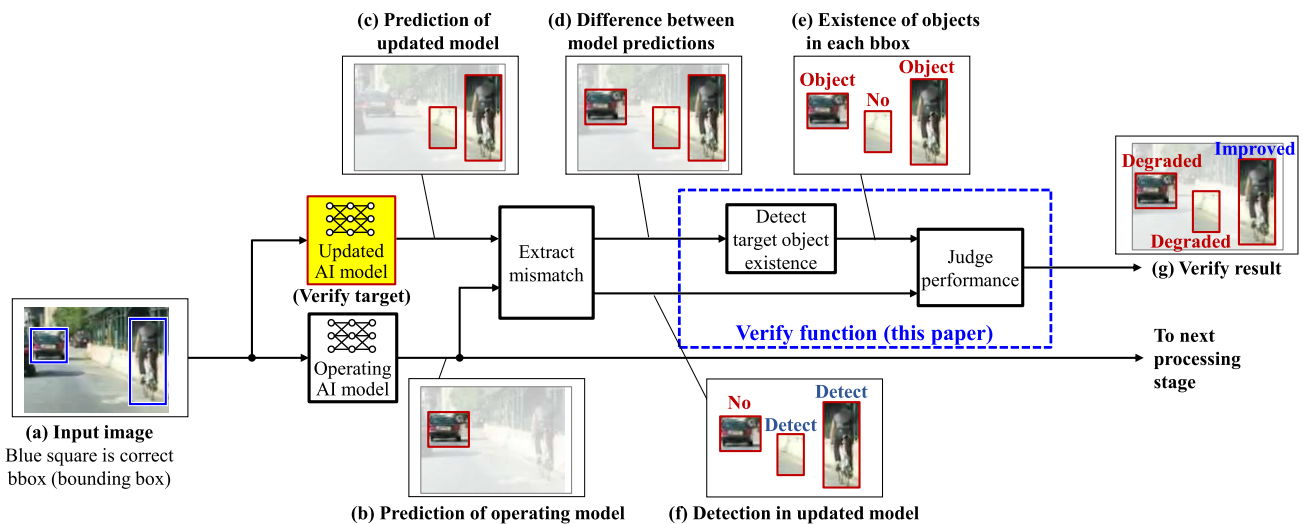 (c) Prediction of
updated model
(d) Difference between
model predictions
(e) Existence of objects
in each bbox
Object
No
Object
Improved
Degraded
Degraded
(g) Verify result
Updated
AI model
(Verify target)
Extract
mismatch
Detect
target object
existence
Judge
performance
Verify function (this paper)
Operating
AI model
To next
processing
stage
(a) Input image
Blue square is correct
bbox (bounding box)
(b) Prediction of operating model
No
Detect
Detect
(f) Detection in updated model